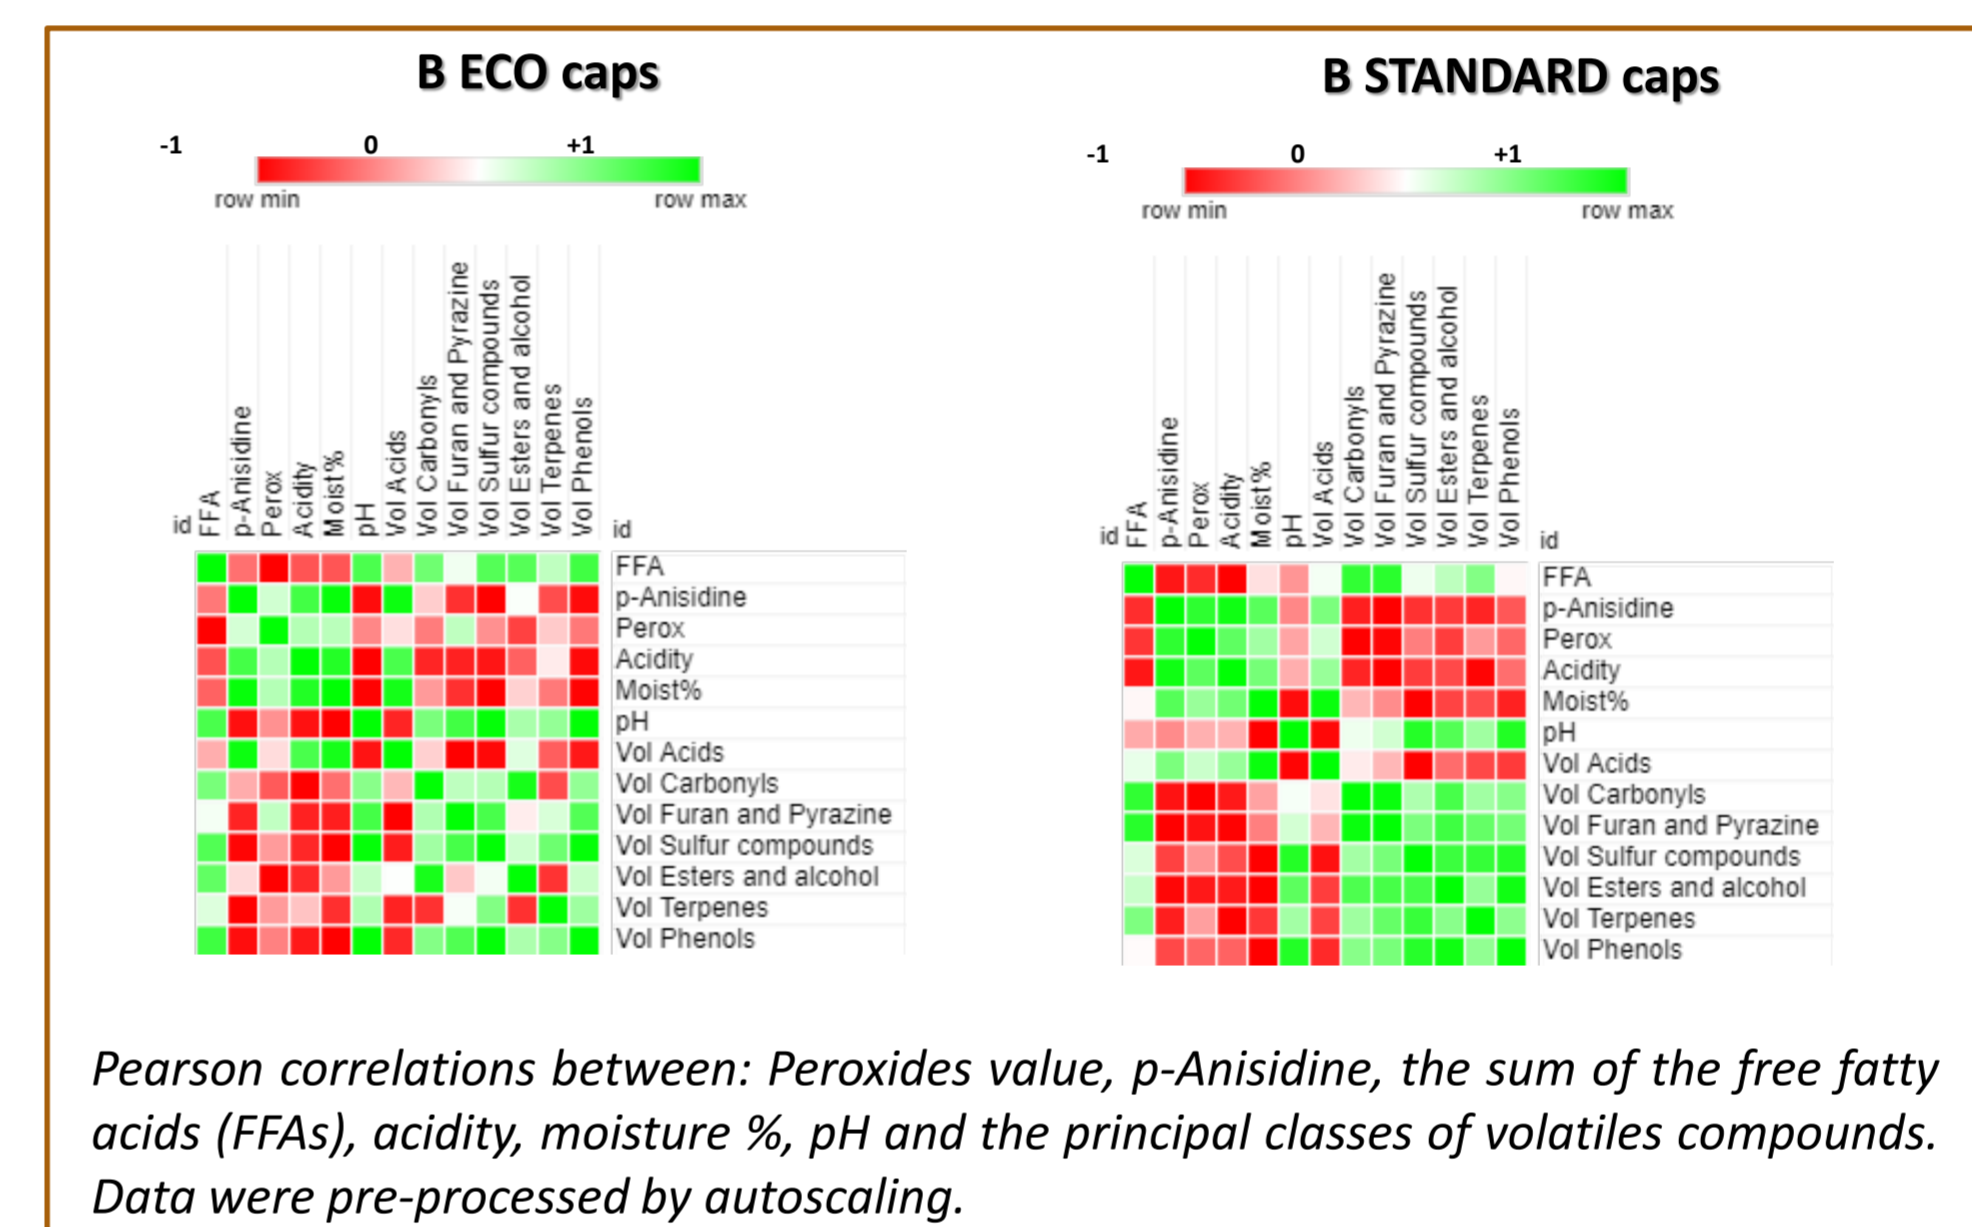 B ECO caps
-1 0 +1
row min row max
id FFA p-Anisidine Perox Acidity Moist% pH Vol Acids Vol Carbonyls Vol Furan and Pyrazine Vol Sulfur compounds Vol Esters and alcohol Vol Terpenes Vol Phenols id
FFA
p-Anisidine
Perox
Acidity
Moist%
pH
Vol Acids
Vol Carbonyls
Vol Furan and Pyrazine
Vol Sulfur compounds
Vol Esters and alcohol
Vol Terpenes
Vol Phenols
B STANDARD caps
-1 0 +1
row min row max
id FFA p-Anisidine Perox Acidity Moist% pH Vol Acids Vol Carbonyls Vol Furan and Pyrazine Vol Sulfur compounds Vol Esters and alcohol Vol Terpenes Vol Phenols id
FFA
p-Anisidine
Perox
Acidity
Moist%
pH
Vol Acids
Vol Carbonyls
Vol Furan and Pyrazine
Vol Sulfur compounds
Vol Esters and alcohol
Vol Terpenes
Vol Phenols
Pearson correlations between: Peroxides value, p-Anisidine, the sum of the free fatty
acids (FFAs), acidity, moisture %, pH and the principal classes of volatiles compounds.
Data were pre-processed by autoscaling.